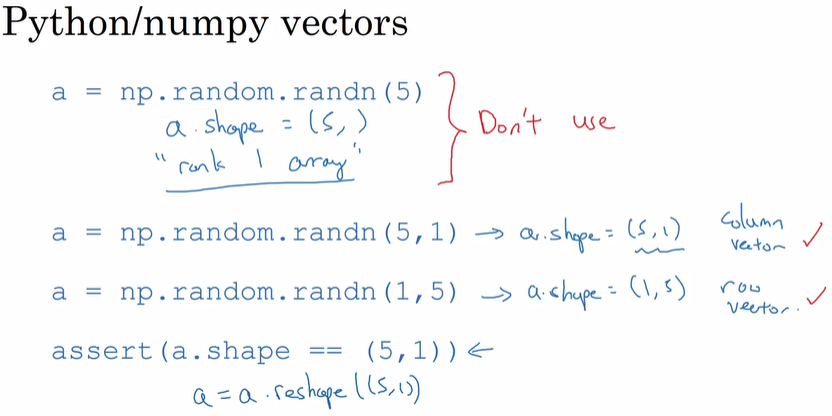 Python/numpy vectors
a = np.random.randn(5)
a.shape = (5,)
"rank 1 array"
Don't use
a = np.random.randn(5,1) → a.shape = (5,1) column vector ✓
a = np.random.randn(1,5) → a.shape = (1,5) row vector. ✓
assert(a.shape == (5,1)) ←
a = a.reshape((5,1))